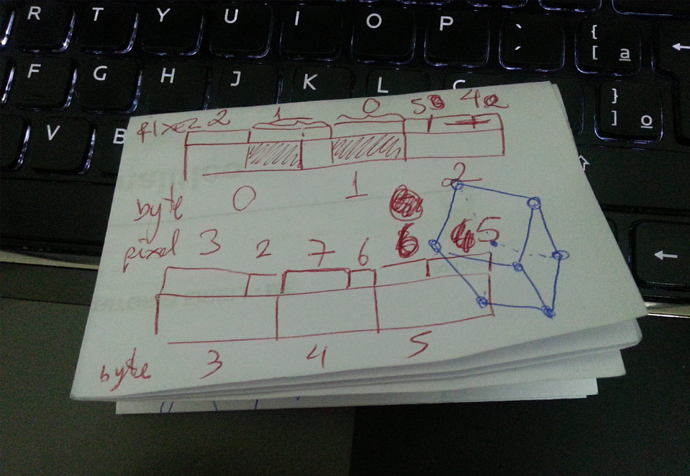 R T Y U I O P ` { [ a
F G H J K L C } ] o
V B
pixel 2 1 0 5 4
byte 0 1 2
pixel 3 2 7 6 6 5
byte 3 4 5